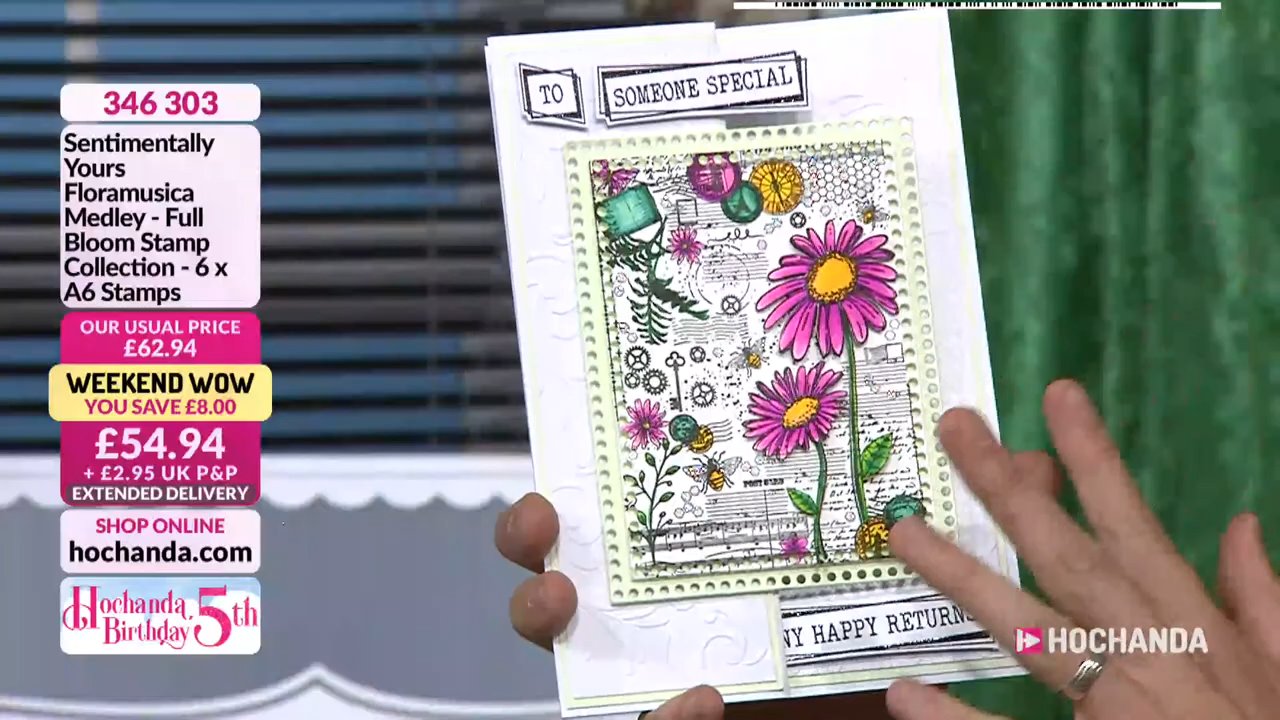 346 303
Sentimentally
Yours
Floramusica
Medley - Full
Bloom Stamp
Collection - 6 x
A6 Stamps
OUR USUAL PRICE
£62.94
WEEKEND WOW
YOU SAVE £8.00
£54.94
+ £2.95 UK P&P
EXTENDED DELIVERY
SHOP ONLINE
hochanda.com
Hochanda
Birthday
5th
TO
SOMEONE SPECIAL
POST CARD
NY HAPPY RETURNS
HOCHANDA